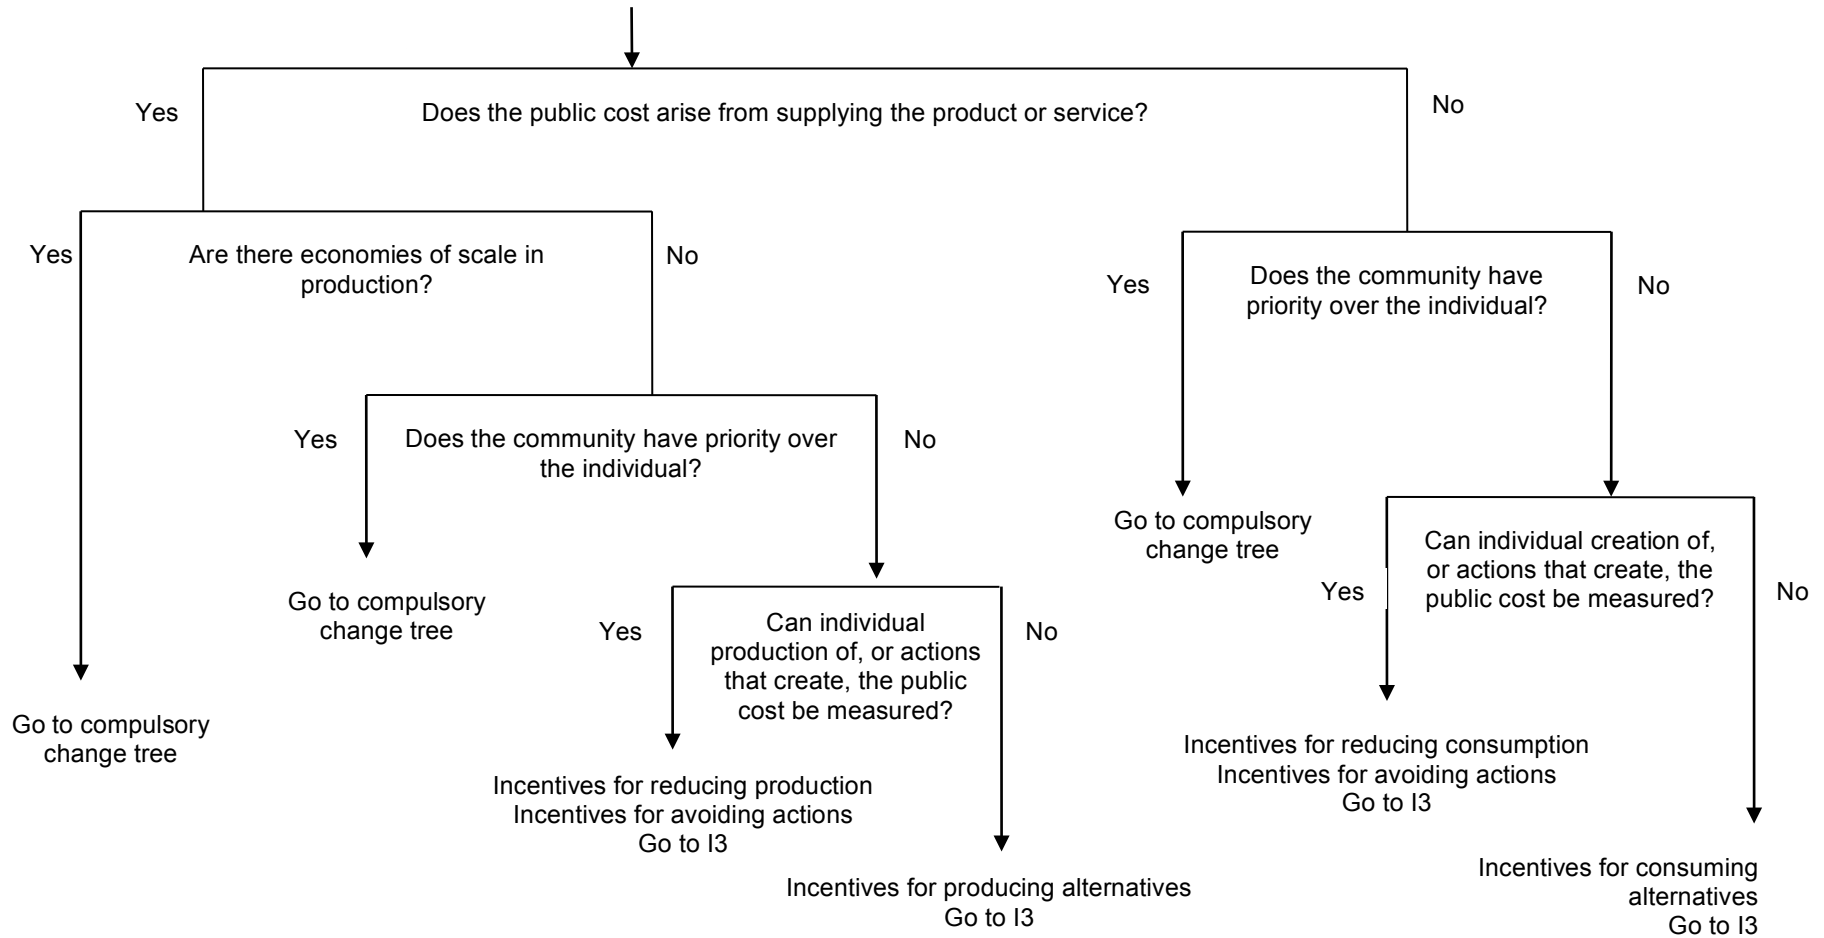 Yes
Does the public cost arise from supplying the product or service?
No
Yes
Are there economies of scale in
production?
No
Yes
Does the community have
priority over the individual?
No
Yes
Does the community have priority over
the individual?
No
Go to compulsory
change tree
Can individual creation of,
or actions that create, the
public cost be measured?
Yes
No
Go to compulsory
change tree
Yes
Can individual
production of, or actions
that create, the public
cost be measured?
No
Go to compulsory
change tree
Incentives for reducing consumption
Incentives for avoiding actions
Go to I3
Incentives for reducing production
Incentives for avoiding actions
Go to I3
Incentives for producing alternatives
Go to I3
Incentives for consuming
alternatives
Go to I3